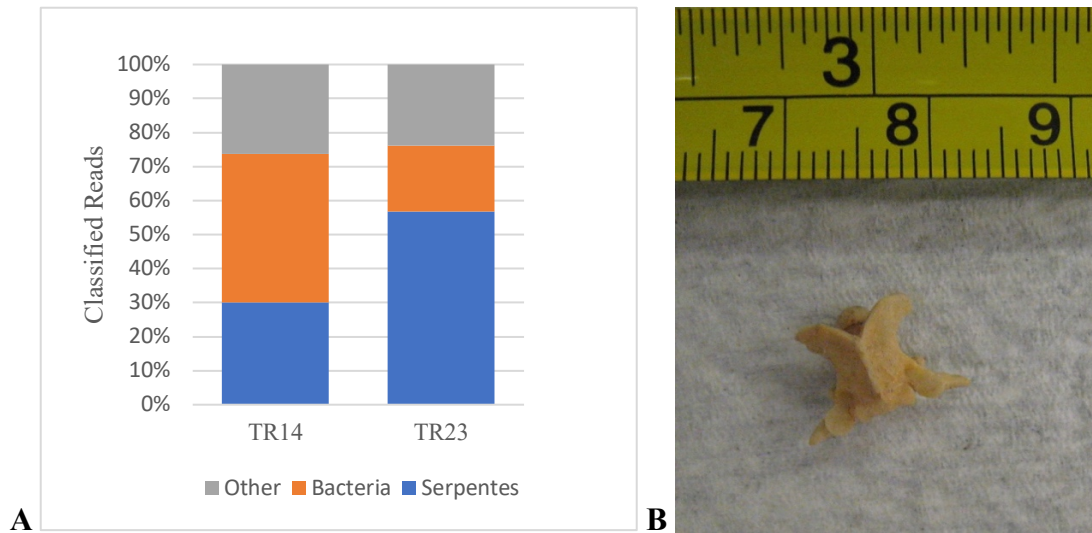 100%
90%
80%
70%
60%
50%
40%
30%
20%
10%
0%
Classified Reads
TR14 TR23
Other Bacteria Serpentes
A
3
7 8 9
B